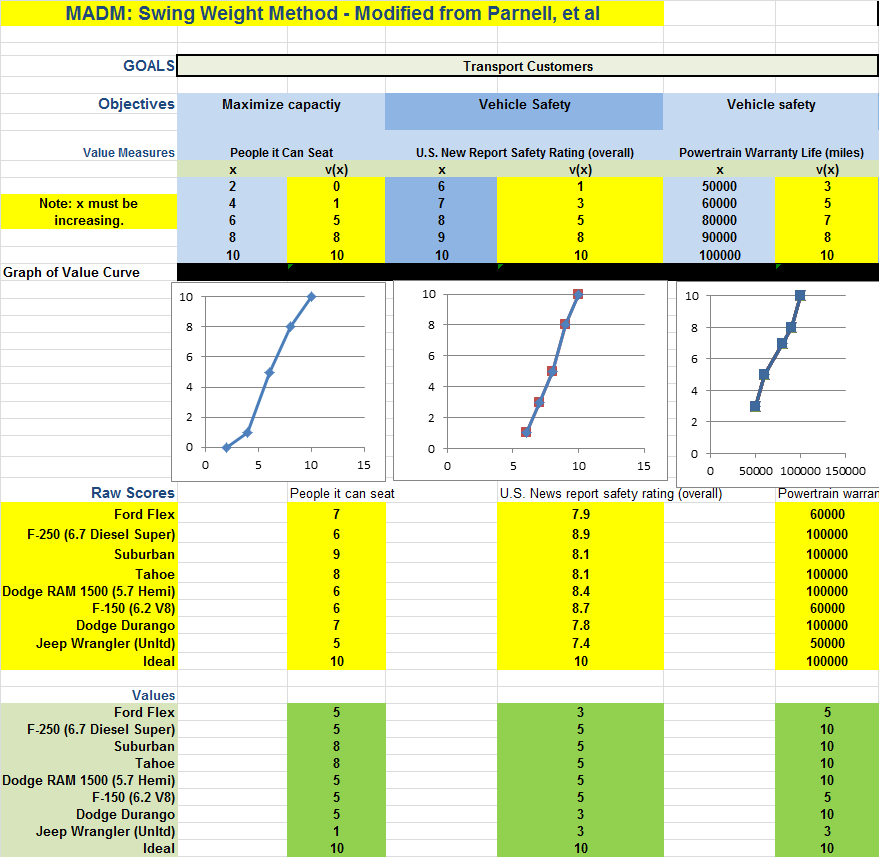 MADM: Swing Weight Method - Modified from Parnell, et al
GOALS Transport Customers
Objectives Maximize capactiy Vehicle Safety Vehicle safety
Value Measures People it Can Seat U.S. New Report Safety Rating (overall) Powertrain Warranty Life (miles)
x v(x) x v(x) x v(x)
2 0 6 1 50000 3
Note: x must be 4 1 7 3 60000 5
increasing. 6 5 8 5 80000 7
8 8 9 8 90000 8
10 10 10 10 100000 10
Graph of Value Curve
10 10 10
8 8 8
6 6 6
4 4 4
2 2 2
0 0 0
0 5 10 15 0 5 10 15 0 50000 100000 150000
Raw Scores People it can seat U.S. News report safety rating (overall) Powertrain warran
Ford Flex 7 7.9 60000
F-250 (6.7 Diesel Super) 6 8.9 100000
Suburban 9 8.1 100000
Tahoe 8 8.1 100000
Dodge RAM 1500 (5.7 Hemi) 6 8.4 100000
F-150 (6.2 V8) 6 8.7 60000
Dodge Durango 7 7.8 100000
Jeep Wrangler (Unltd) 5 7.4 50000
Ideal 10 10 100000
Values
Ford Flex 5 3 5
F-250 (6.7 Diesel Super) 5 5 10
Suburban 8 5 10
Tahoe 8 5 10
Dodge RAM 1500 (5.7 Hemi) 5 5 10
F-150 (6.2 V8) 5 5 5
Dodge Durango 5 3 10
Jeep Wrangler (Unltd) 1 3 3
Ideal 10 10 10